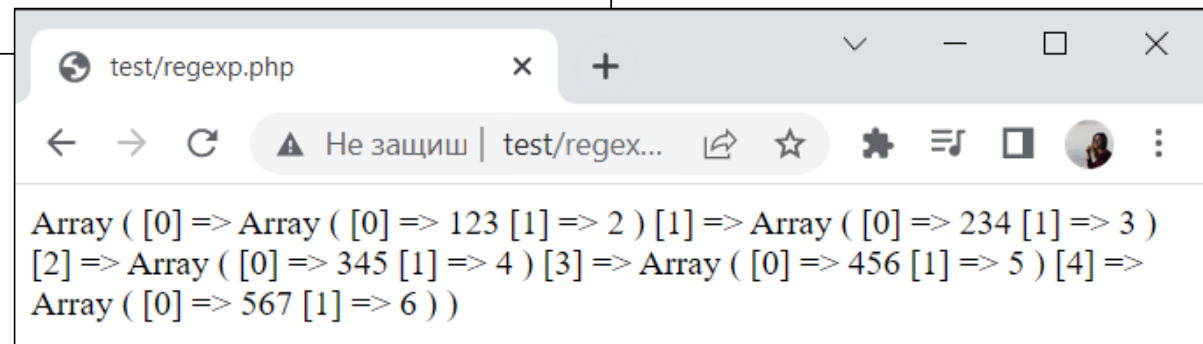 test/regexp.php
Не защиш | test/regex...
Array ( [0] => Array ( [0] => 123 [1] => 2 ) [1] => Array ( [0] => 234 [1] => 3 )
[2] => Array ( [0] => 345 [1] => 4 ) [3] => Array ( [0] => 456 [1] => 5 ) [4] =>
Array ( [0] => 567 [1] => 6 ) )